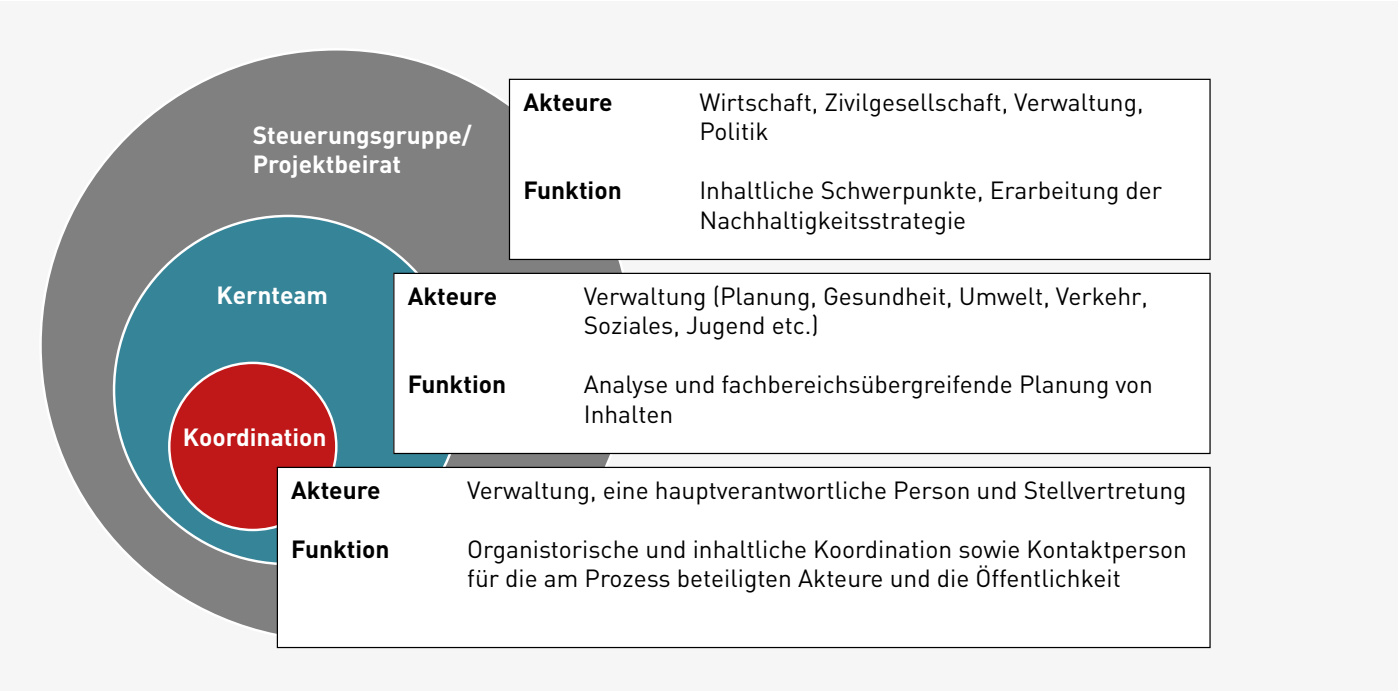 Steuerungsgruppe/
Projektbeirat
Akteure Wirtschaft, Zivilgesellschaft, Verwaltung,
Politik
Funktion Inhaltliche Schwerpunkte, Erarbeitung der
Nachhaltigkeitsstrategie
Kernteam
Akteure Verwaltung (Planung, Gesundheit, Umwelt, Verkehr,
Soziales, Jugend etc.)
Funktion Analyse und fachbereichsübergreifende Planung von
Inhalten
Koordination
Akteure Verwaltung, eine hauptverantwortliche Person und Stellvertretung
Funktion Organistorische und inhaltliche Koordination sowie Kontaktperson
für die am Prozess beteiligten Akteure und die Öffentlichkeit